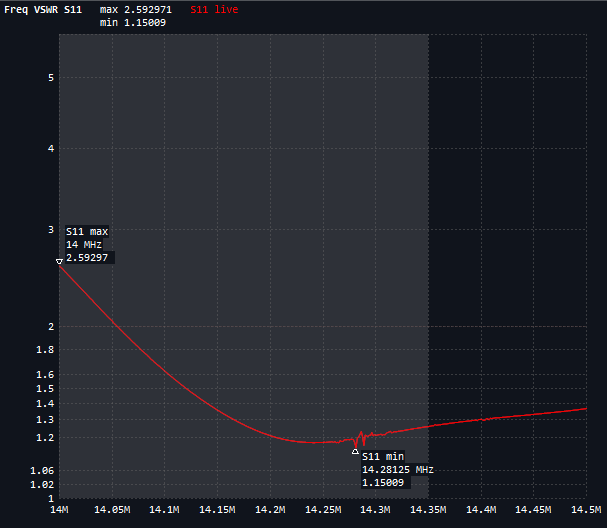 Freq VSWR S11 max 2.592971 S11 live
min 1.15009
5
4
3
S11 max
14 MHz
2.59297
2
1.8
1.6
1.5
1.4
1.3
1.2
S11 min
14.28125 MHz
1.15009
1.06
1.02
1
14M 14.05M 14.1M 14.15M 14.2M 14.25M 14.3M 14.35M 14.4M 14.45M 14.5M